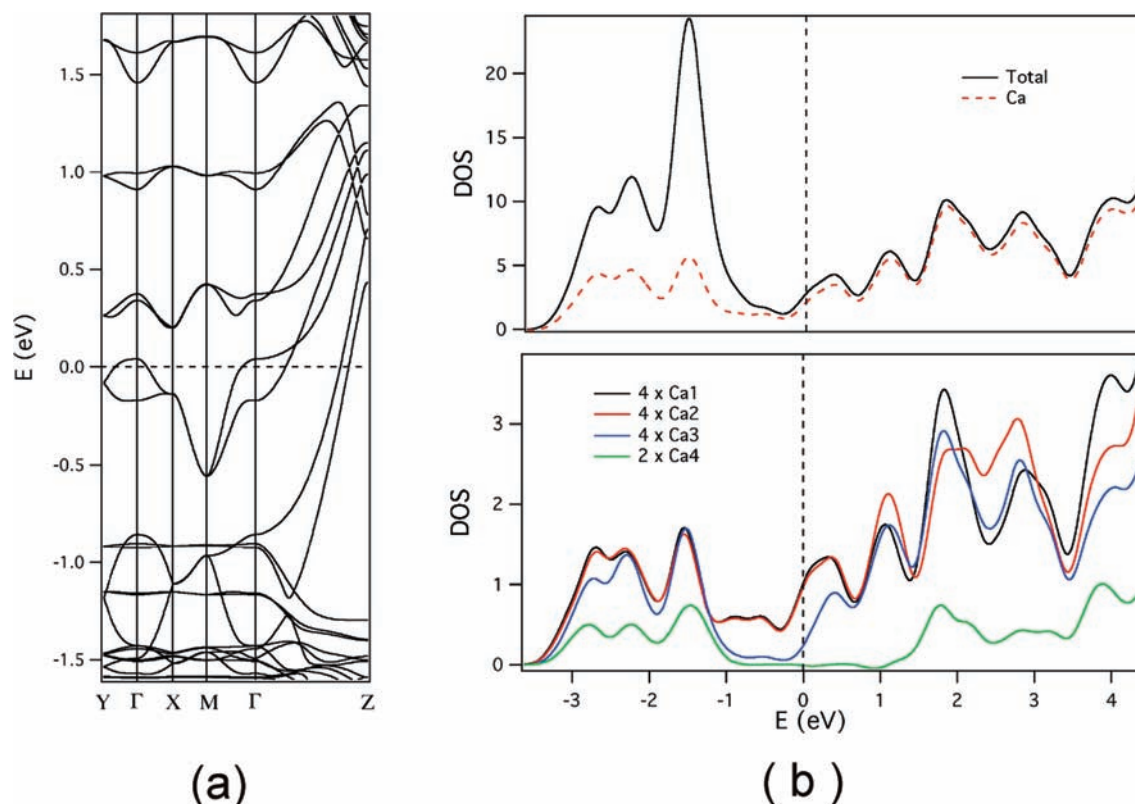 1.5
1.0
0.5
0.0
-0.5
-1.0
-1.5
E (eV)
Y Γ X M Γ Z
(a)
20
15
10
5
0
DOS
Total
Ca
3
2
1
0
DOS
4 x Ca1
4 x Ca2
4 x Ca3
2 x Ca4
-3 -2 -1 0 1 2 3 4
E (eV)
( b )